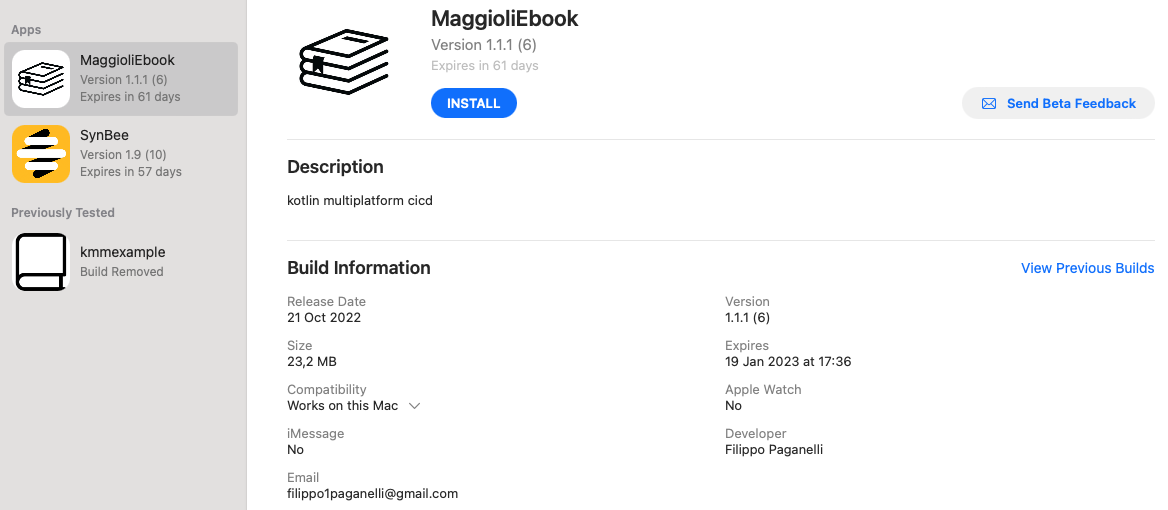 Apps
MaggioliEbook
Version 1.1.1 (6)
Expires in 61 days
SynBee
Version 1.9 (10)
Expires in 57 days
Previously Tested
kmmexample
Build Removed
MaggioliEbook
Version 1.1.1 (6)
Expires in 61 days
INSTALL
Send Beta Feedback
Description
kotlin multiplatform cicd
Build Information
View Previous Builds
Release Date
21 Oct 2022
Version
1.1.1 (6)
Size
23,2 MB
Expires
19 Jan 2023 at 17:36
Compatibility
Works on this Mac
Apple Watch
No
iMessage
No
Developer
Filippo Paganelli
Email
filippo1paganelli@gmail.com